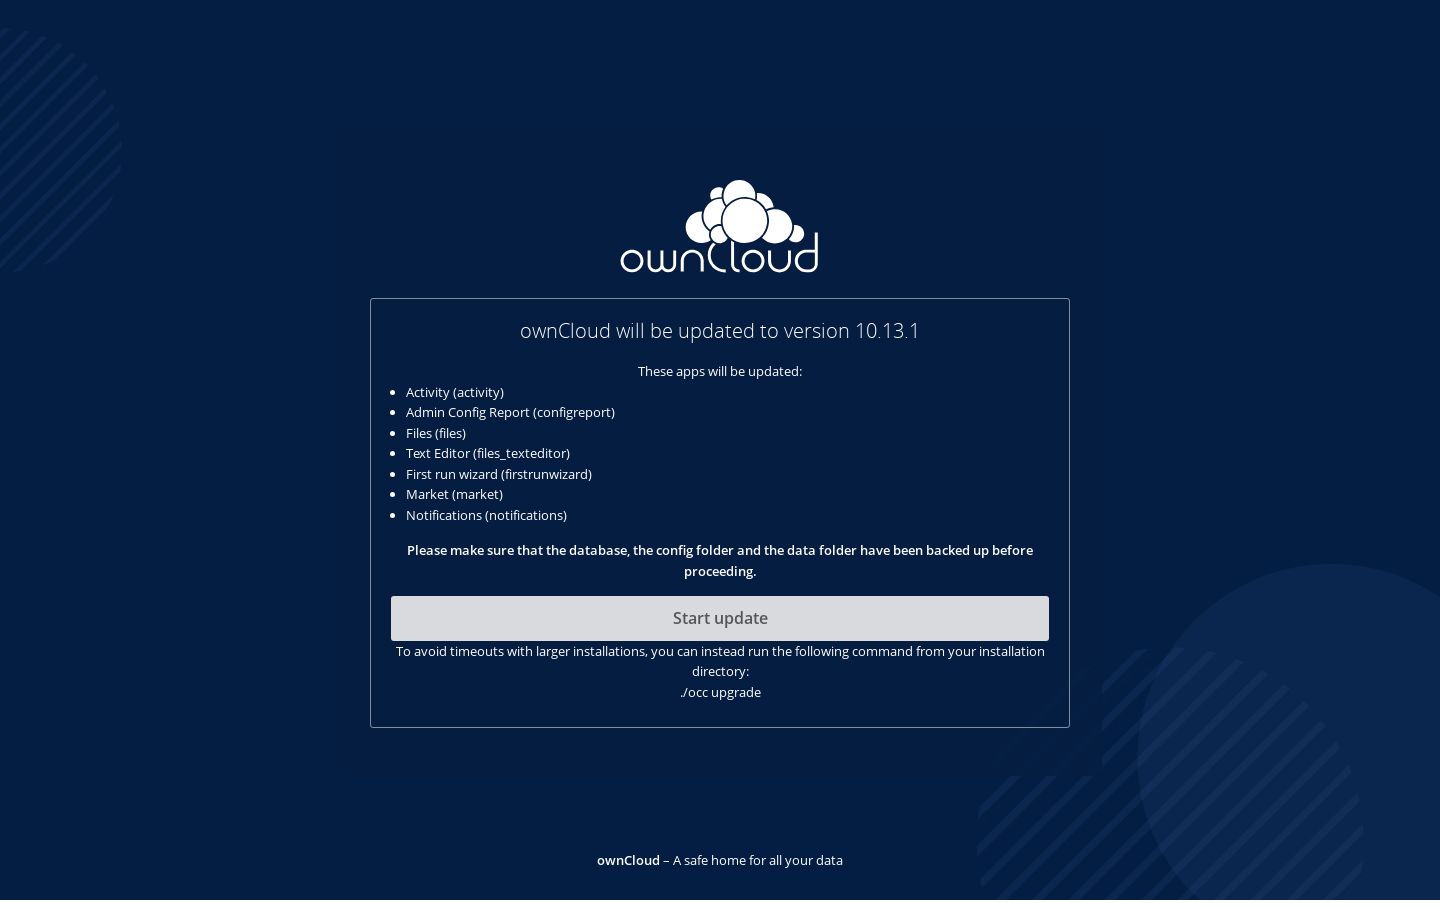 ownCloud
ownCloud will be updated to version 10.13.1
These apps will be updated:
Activity (activity)
Admin Config Report (configreport)
Files (files)
Text Editor (files_texteditor)
First run wizard (firstrunwizard)
Market (market)
Notifications (notifications)
Please make sure that the database, the config folder and the data folder have been backed up before
proceeding.
Start update
To avoid timeouts with larger installations, you can instead run the following command from your installation
directory:
./occ upgrade
ownCloud – A safe home for all your data